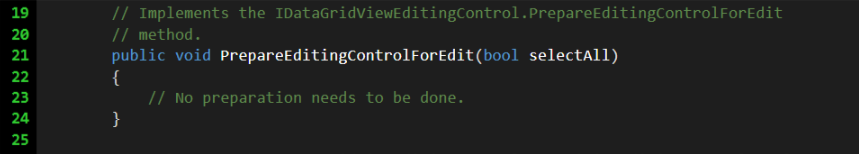 19 // Implements the IDataGridViewEditingControl.PrepareEditingControlForEdit
20 // method.
21 public void PrepareEditingControlForEdit(bool selectAll)
22 {
23 // No preparation needs to be done.
24 }
25